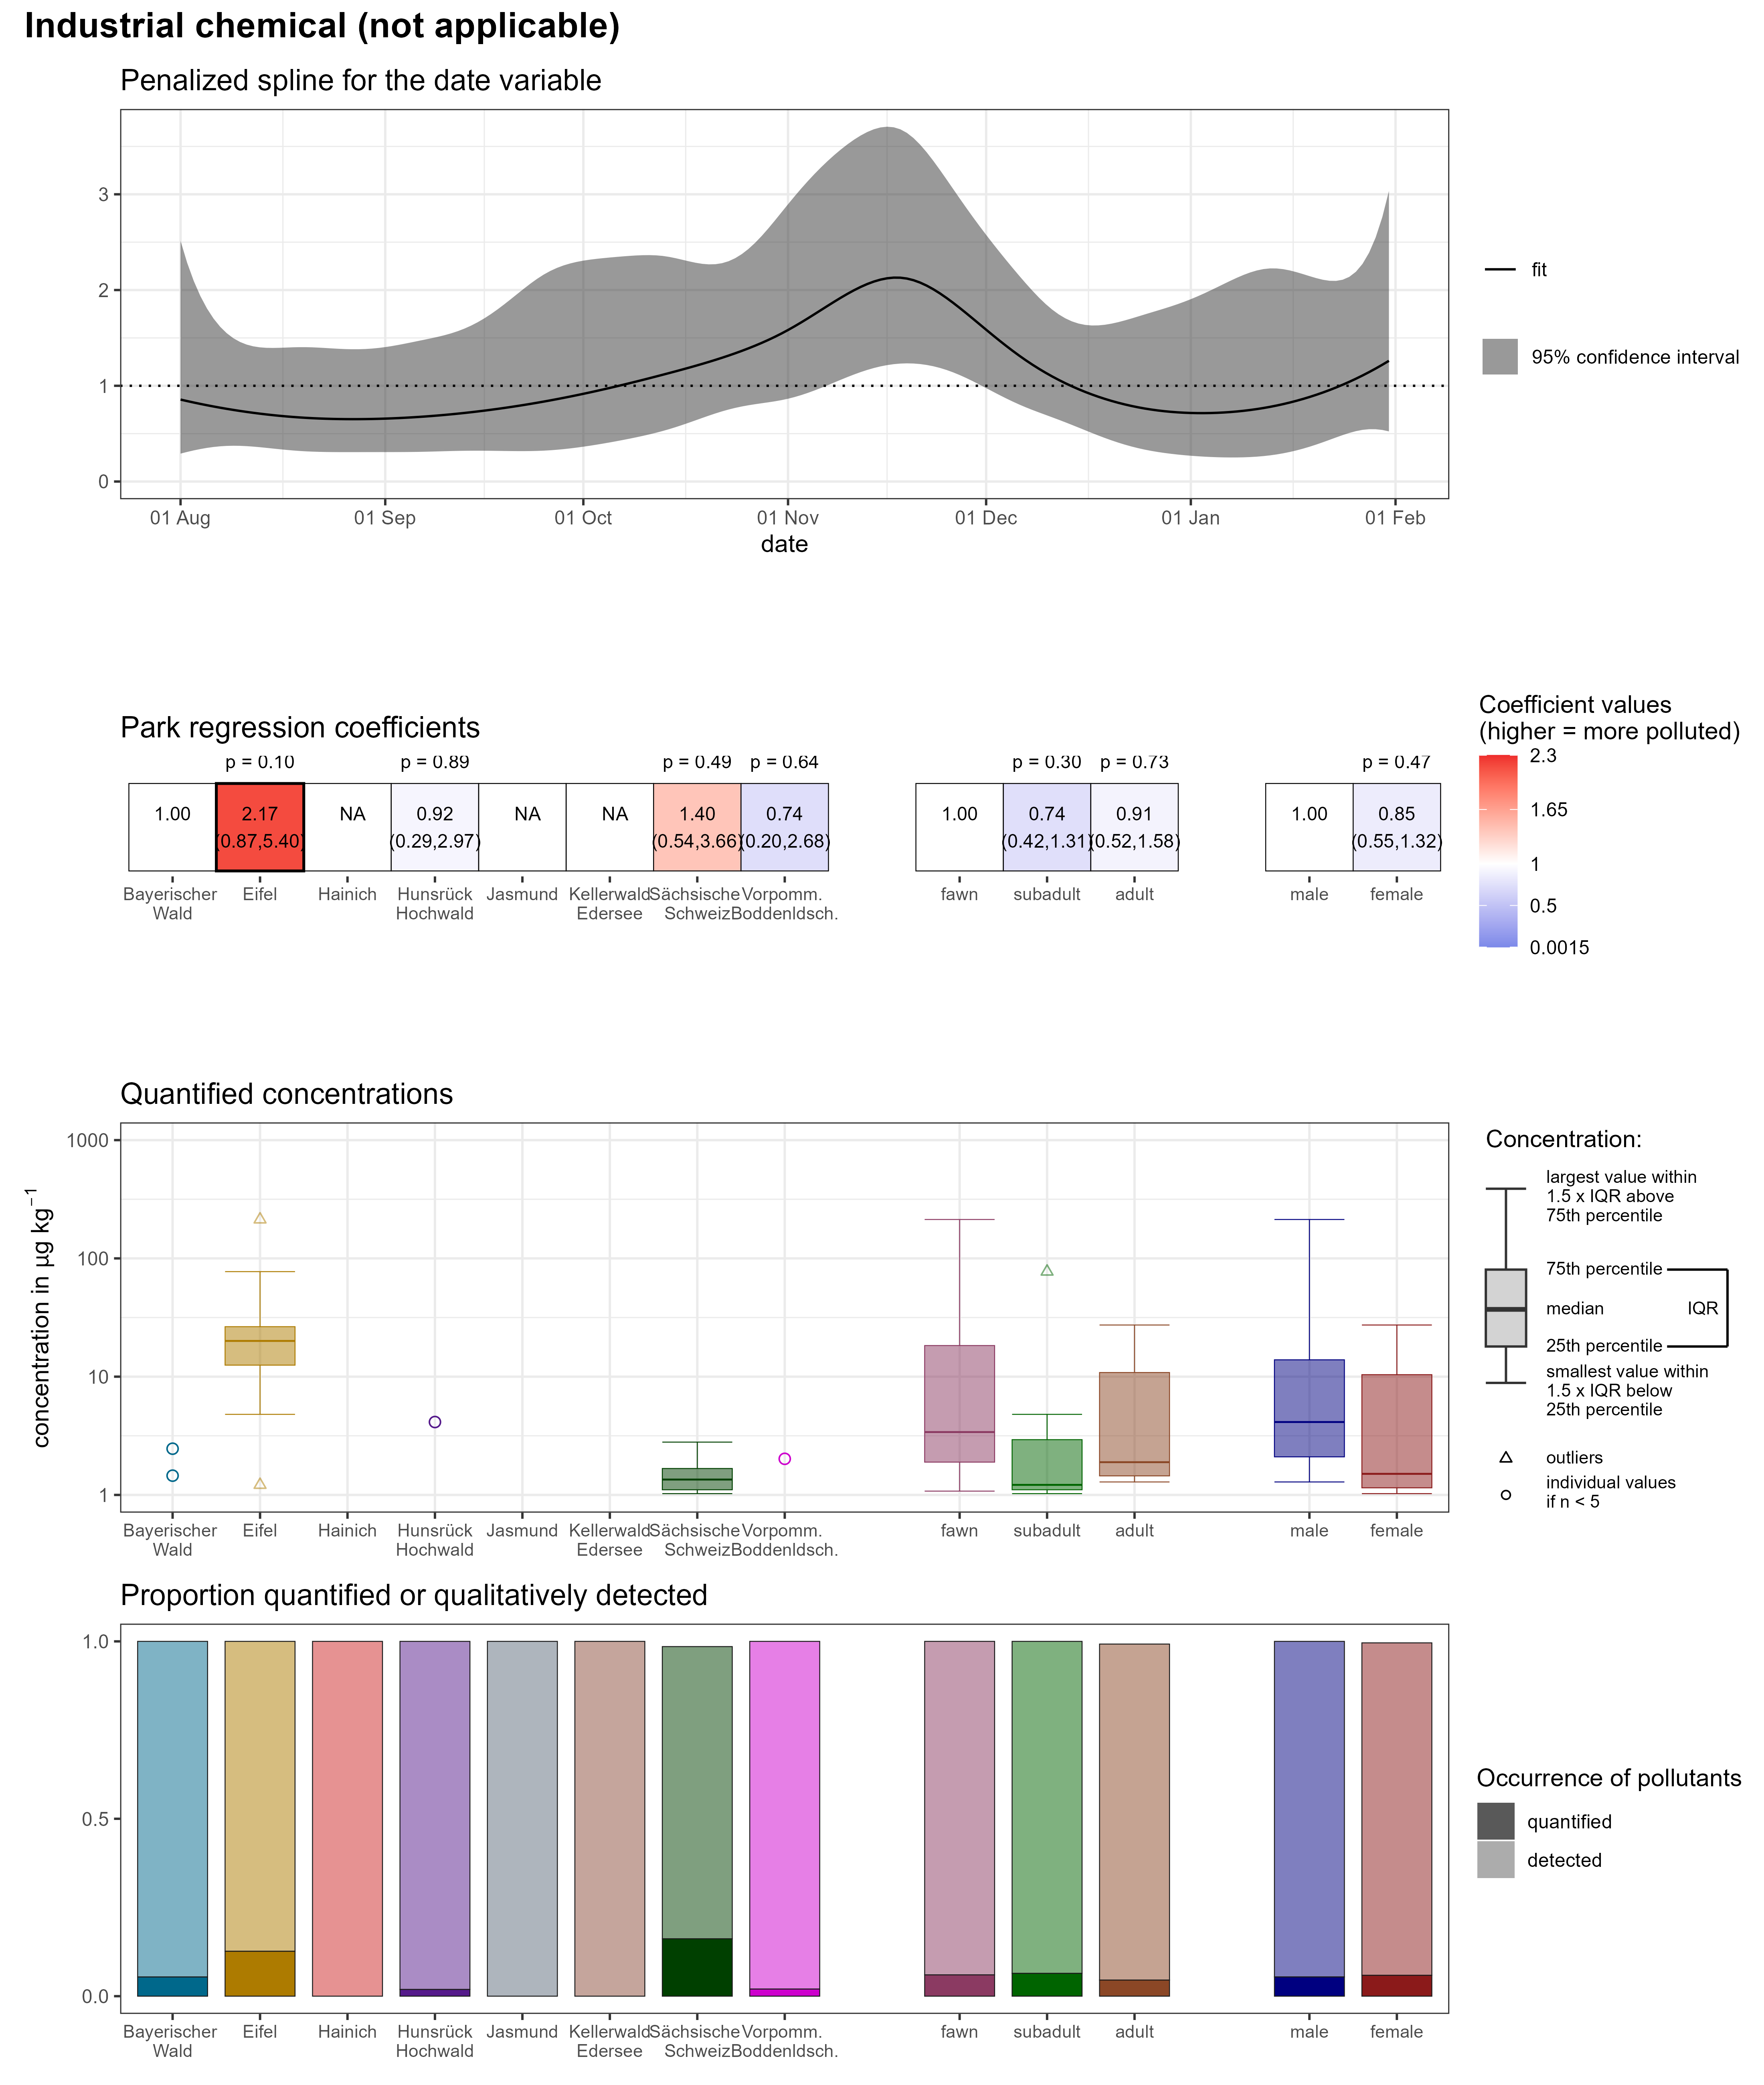 Industrial chemical (not applicable)
Penalized spline for the date variable
3
2
1
0
01 Aug 01 Sep 01 Oct 01 Nov 01 Dec 01 Jan 01 Feb
date
fit
95% confidence interval
Park regression coefficients
p = 0.10 p = 0.89 p = 0.49 p = 0.64 p = 0.30 p = 0.73 p = 0.47
1.00 2.17 NA 0.92 NA NA 1.40 0.74 1.00 0.74 0.91 1.00 0.85
(0.87,5.40) (0.29,2.97) (0.54,3.66) (0.20,2.68) (0.42,1.31) (0.52,1.58) (0.55,1.32)
Bayerischer Eifel Hainich Hunsrück Jasmund Kellerwald Sächsische Vorpomm. fawn subadult adult male female
Wald Hochwald Edersee Schweiz Boddenldsch.
Coefficient values
(higher = more polluted)
2.3
1.65
1
0.5
0.0015
Quantified concentrations
concentration in µg kg⁻¹
1000
100
10
1
Bayerischer Eifel Hainich Hunsrück Jasmund Kellerwald Sächsische Vorpomm. fawn subadult adult male female
Wald Hochwald Edersee Schweiz Boddenldsch.
Concentration:
largest value within
1.5 x IQR above
75th percentile
75th percentile
median IQR
25th percentile
smallest value within
1.5 x IQR below
25th percentile
outliers
individual values
if n < 5
Proportion quantified or qualitatively detected
1.0
0.5
0.0
Bayerischer Eifel Hainich Hunsrück Jasmund Kellerwald Sächsische Vorpomm. fawn subadult adult male female
Wald Hochwald Edersee Schweiz Boddenldsch.
Occurrence of pollutants
quantified
detected